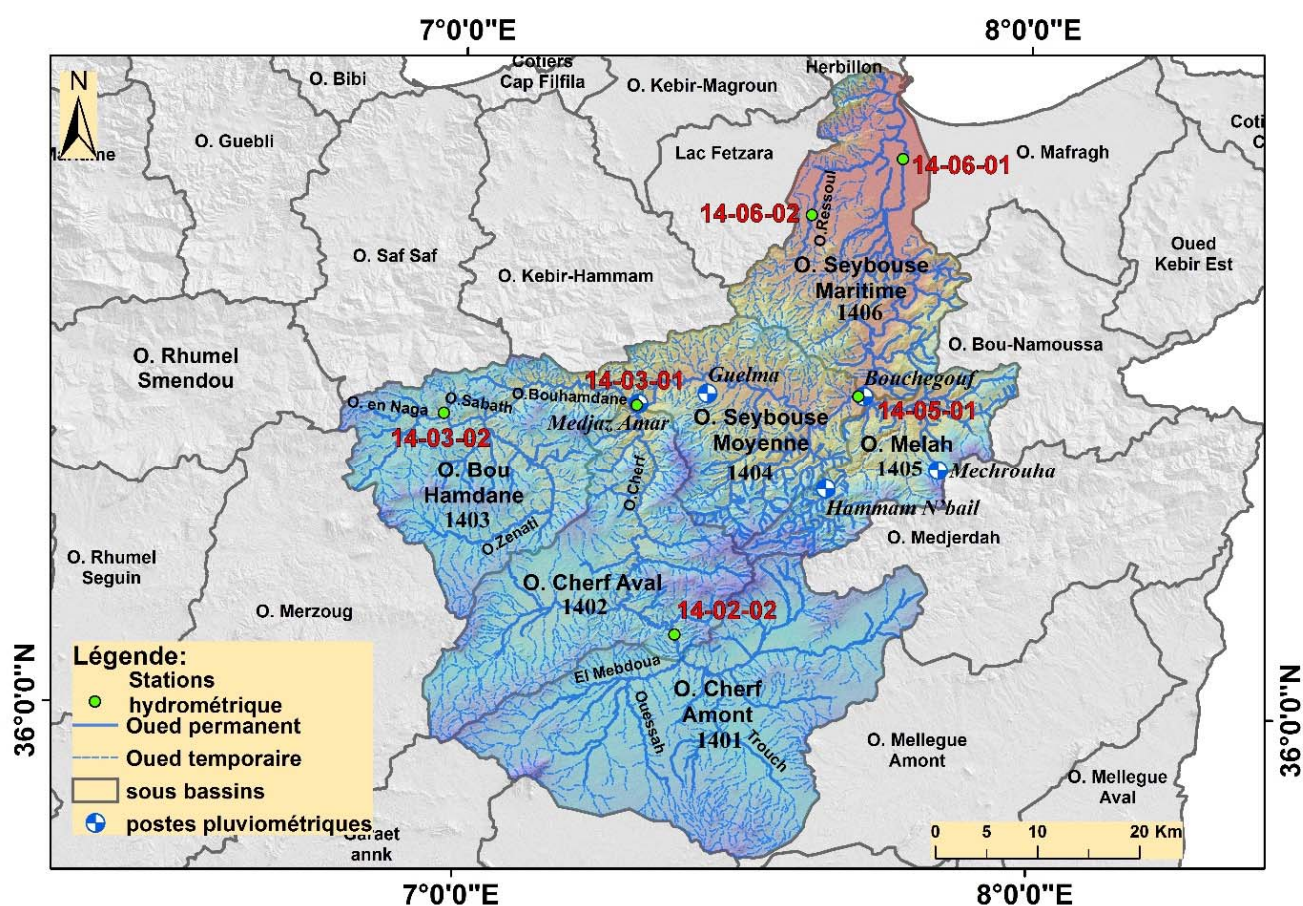 7°0'0"E
8°0'0"E
N
O. Bibi
Cotiers
Cap Filfila
O. Kebir-Magroun
Herbillon
O. Guebli
Lac Fetzara
O. Mafragh
14-06-01
14-06-02
O.Ressoul
O. Saf Saf
O. Kebir-Hammam
O. Seybouse
Maritime
1406
Oued
Kebir Est
O. Rhumel
Smendou
O. Bou-Namoussa
14-03-01
Guelma
Bouchegouf
O. en Naga
O.Sabath
O.Bouhamdane
14-05-01
Medjaz Amar
14-03-02
O. Seybouse
Moyenne
1404
O. Melah
1405
Mechrouha
O. Bou
Hamdane
1403
O.Cherf
Hammam N'bail
O.Zenati
O. Medjerdah
O. Rhumel
Seguin
O. Cherf Aval
1402
14-02-02
O. Merzoug
El Mebdoua
O. Cherf
Amont
1401
Ouessah
Trouch
O. Mellegue
Amont
O. Mellegue
Aval
36°0'0"N
36°0'0"N
Légende:
Stations
hydrométrique
Oued permanent
Oued temporaire
sous bassins
postes pluviométriques
annk
0 5 10 20 Km
7°0'0"E
8°0'0"E